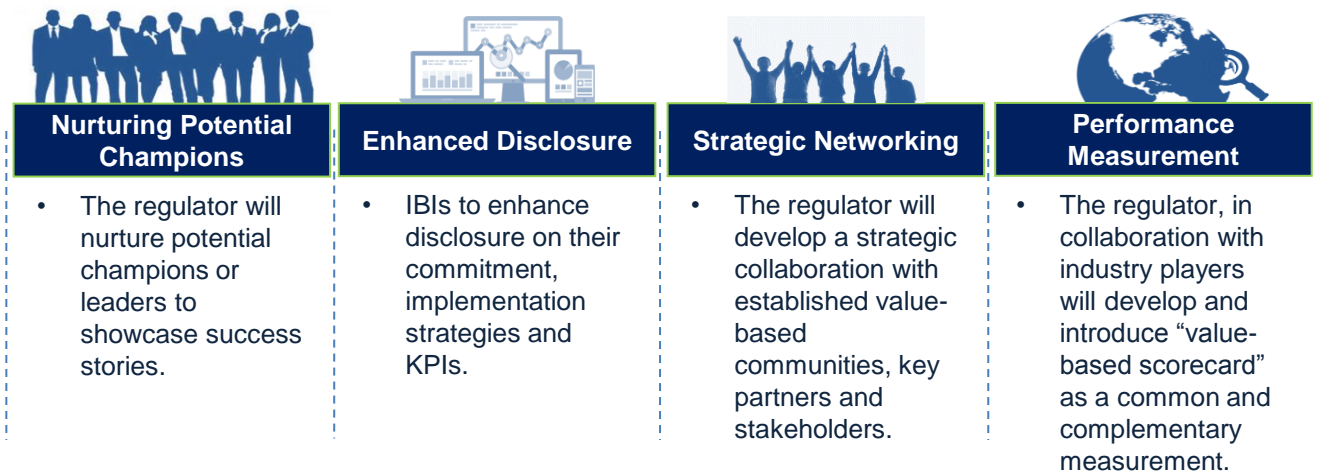 Nurturing Potential
Champions
• The regulator will
nurture potential
champions or
leaders to
showcase success
stories.
Enhanced Disclosure
• IBIs to enhance
disclosure on their
commitment,
implementation
strategies and
KPIs.
Strategic Networking
• The regulator will
develop a strategic
collaboration with
established value-
based
communities, key
partners and
stakeholders.
Performance
Measurement
• The regulator, in
collaboration with
industry players
will develop and
introduce “value-
based scorecard”
as a common and
complementary
measurement.